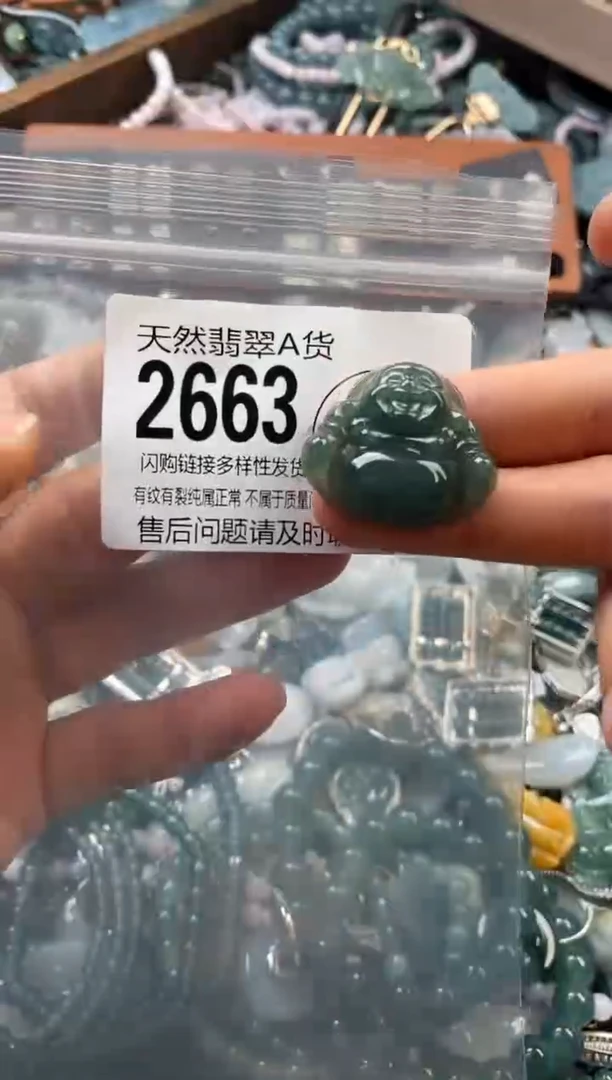 天然翡翠A货
2663
闪购链接多样性发货
有纹有裂纯属正常 不属于质量
售后问题请及时